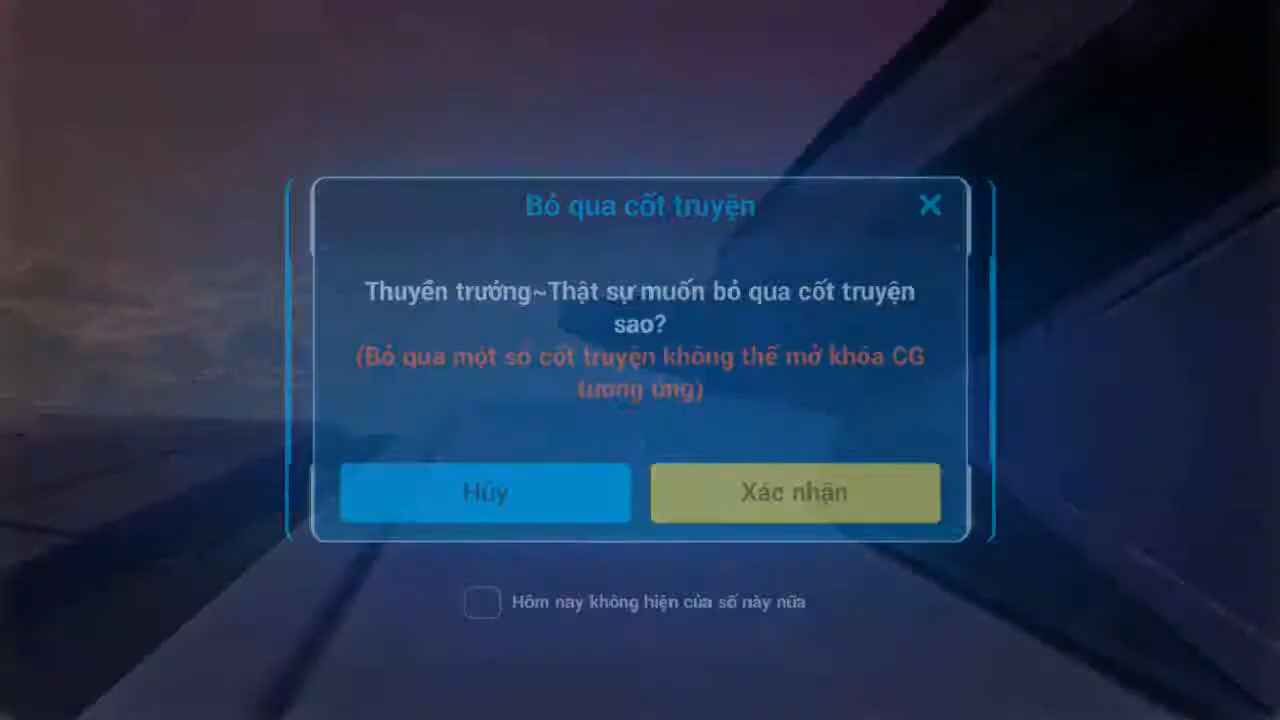 Bỏ qua cốt truyện
Thuyền trưởng~Thật sự muốn bỏ qua cốt truyện
sao?
(Bỏ qua một số cốt truyện không thể mở khóa CG
tương ứng)
Hủy
Xác nhận
Hôm nay không hiện cửa sổ này nữa